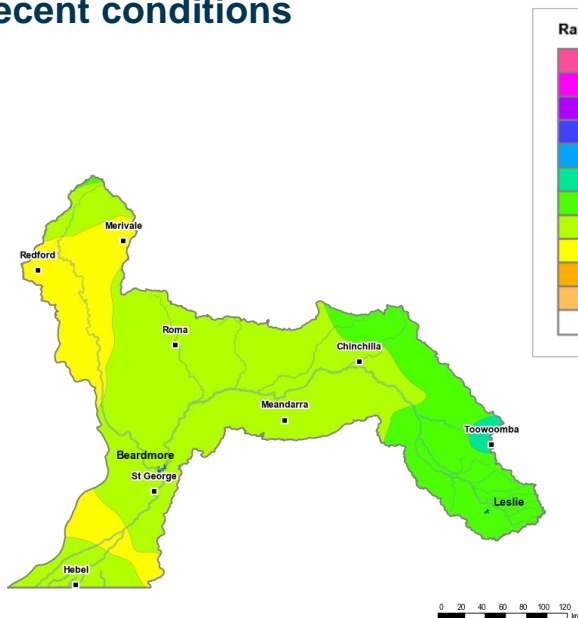 ecent conditions
Ra
Merivale
Redford
Roma
Chinchilla
Meandarra
Toowoomba
Beardmore
St George
Leslie
Hebel
0 20 40 60 80 100 120